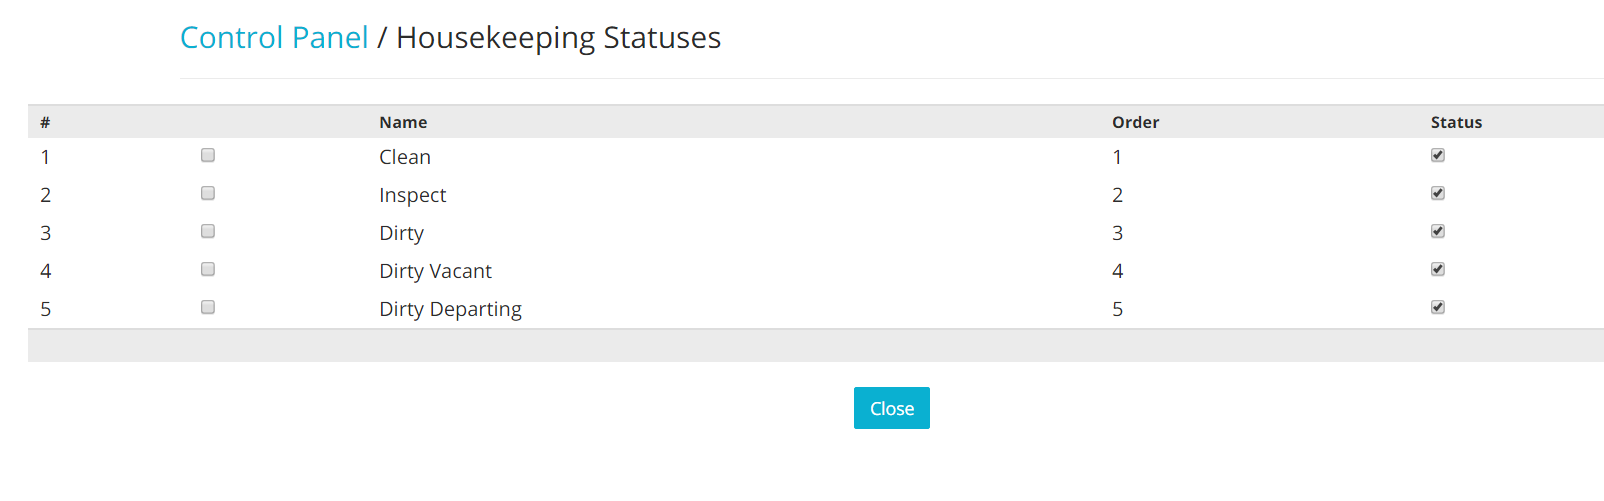 Control Panel / Housekeeping Statuses
# Name Order Status
1 Clean 1
2 Inspect 2
3 Dirty 3
4 Dirty Vacant 4
5 Dirty Departing 5
Close